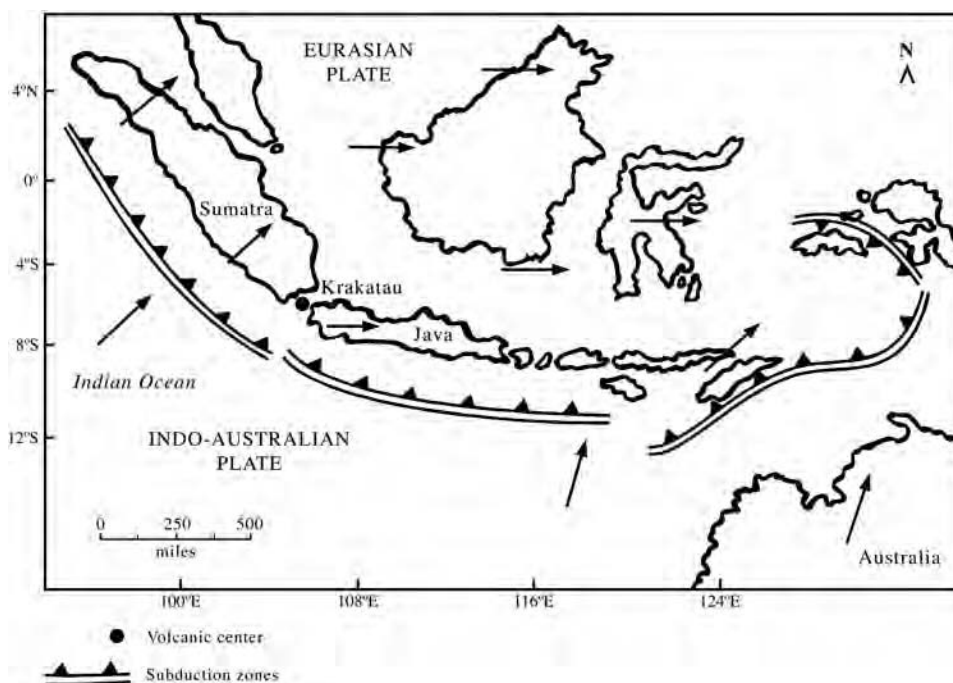 EURASIAN
PLATE
N
4°N
0°
Sumatra
4°S
Krakatau
Java
8°S
Indian Ocean
INDO-AUSTRALIAN
PLATE
12°S
0 250 500
miles
Australia
100°E 108°E 116°E 124°E
Volcanic center
Subduction zones